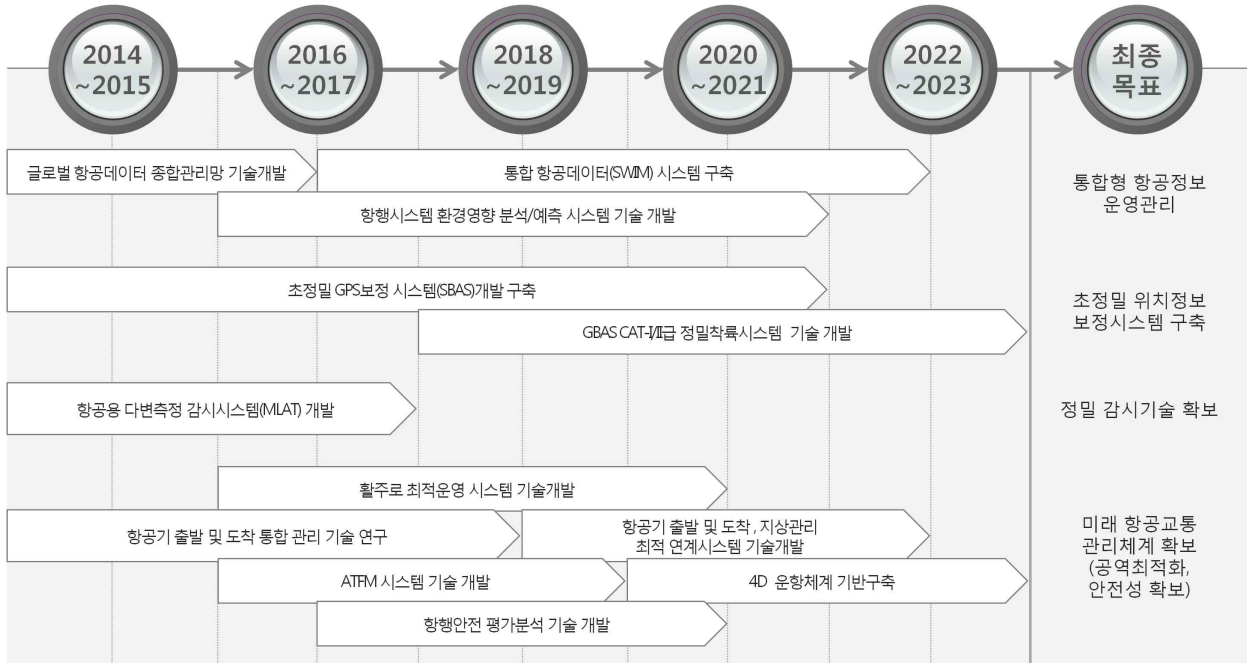 2014
~2015
2016
~2017
2018
~2019
2020
~2021
2022
~2023
최종
목표
글로벌 항공데이터 종합관리망 기술개발
통합 항공데이터(SWIM) 시스템 구축
항행시스템 환경영향 분석/예측 시스템 기술 개발
통합형 항공정보
운영관리
초정밀 GPS보정 시스템(SBAS)개발 구축
GBAS CAT-I/II급 정밀착륙시스템 기술 개발
초정밀 위치정보
보정시스템 구축
항공용 다변측정 감시시스템(MLAT) 개발
정밀 감시기술 확보
활주로 최적운영 시스템 기술개발
항공기 출발 및 도착 통합 관리 기술 연구
항공기 출발 및 도착, 지상관리
최적 연계시스템 기술개발
ATFM 시스템 기술 개발
4D 운항체계 기반구축
항행안전 평가분석 기술 개발
미래 항공교통
관리체계 확보
(공역최적화,
안전성 확보)